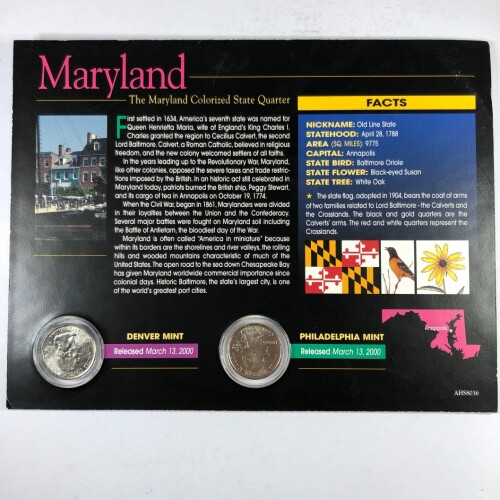 Maryland
The Maryland Colorized State Quarter
First settled in 1634, America's seventh state was named for
Queen Henrietta Maria, wife of England's King Charles I.
Charles granted the region to Cecilius Calvert, the second
Lord Baltimore. Calvert, a Roman Catholic, believed in religious
freedom, and the new colony welcomed settlers of all faiths.
In the years leading up to the Revolutionary War, Maryland,
like other colonies, opposed the severe taxes and trade restric-
tions imposed by the British. In an historic act still celebrated in
Maryland today, patriots burned the British ship, Peggy Stewart,
and its cargo of tea in Annapolis on October 19, 1774.
When the Civil War, began in 1861, Marylanders were divided
in their loyalties between the Union and the Confederacy.
Several major battles were fought on Maryland soil including
the Battle of Antietam, the bloodiest day of the War.
Maryland is often called "America in miniature" because
within its borders are the shorelines and river valleys, the rolling
hills and wooded mountains characteristic of much of the
United States. The open road to the sea down Chesapeake Bay
has given Maryland worldwide commercial importance since
colonial days. Historic Baltimore, the state's largest city, is one
of the world's greatest port cities.
FACTS
NICKNAME: Old Line State
STATEHOOD: April 28, 1788
AREA (SQ. MILES): 9775
CAPITAL: Annapolis
STATE BIRD: Baltimore Oriole
STATE FLOWER: Black-eyed Susan
STATE TREE: White Oak
★ The state flag, adopted in 1904, bears the coat of arms
of two families related to Lord Baltimore - the Calverts and
the Crosslands. The black and gold quarters are the
Calverts' arms. The red and white quarters represent the
Crosslands.
Annapolis
DENVER MINT
Released March 13, 2000
PHILADELPHIA MINT
Released March 13, 2000
AHS8036